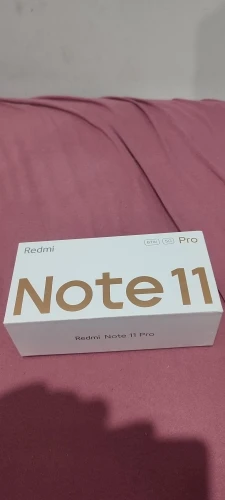 Redmi
Pro
Note 11
Redmi Note 11 Pro